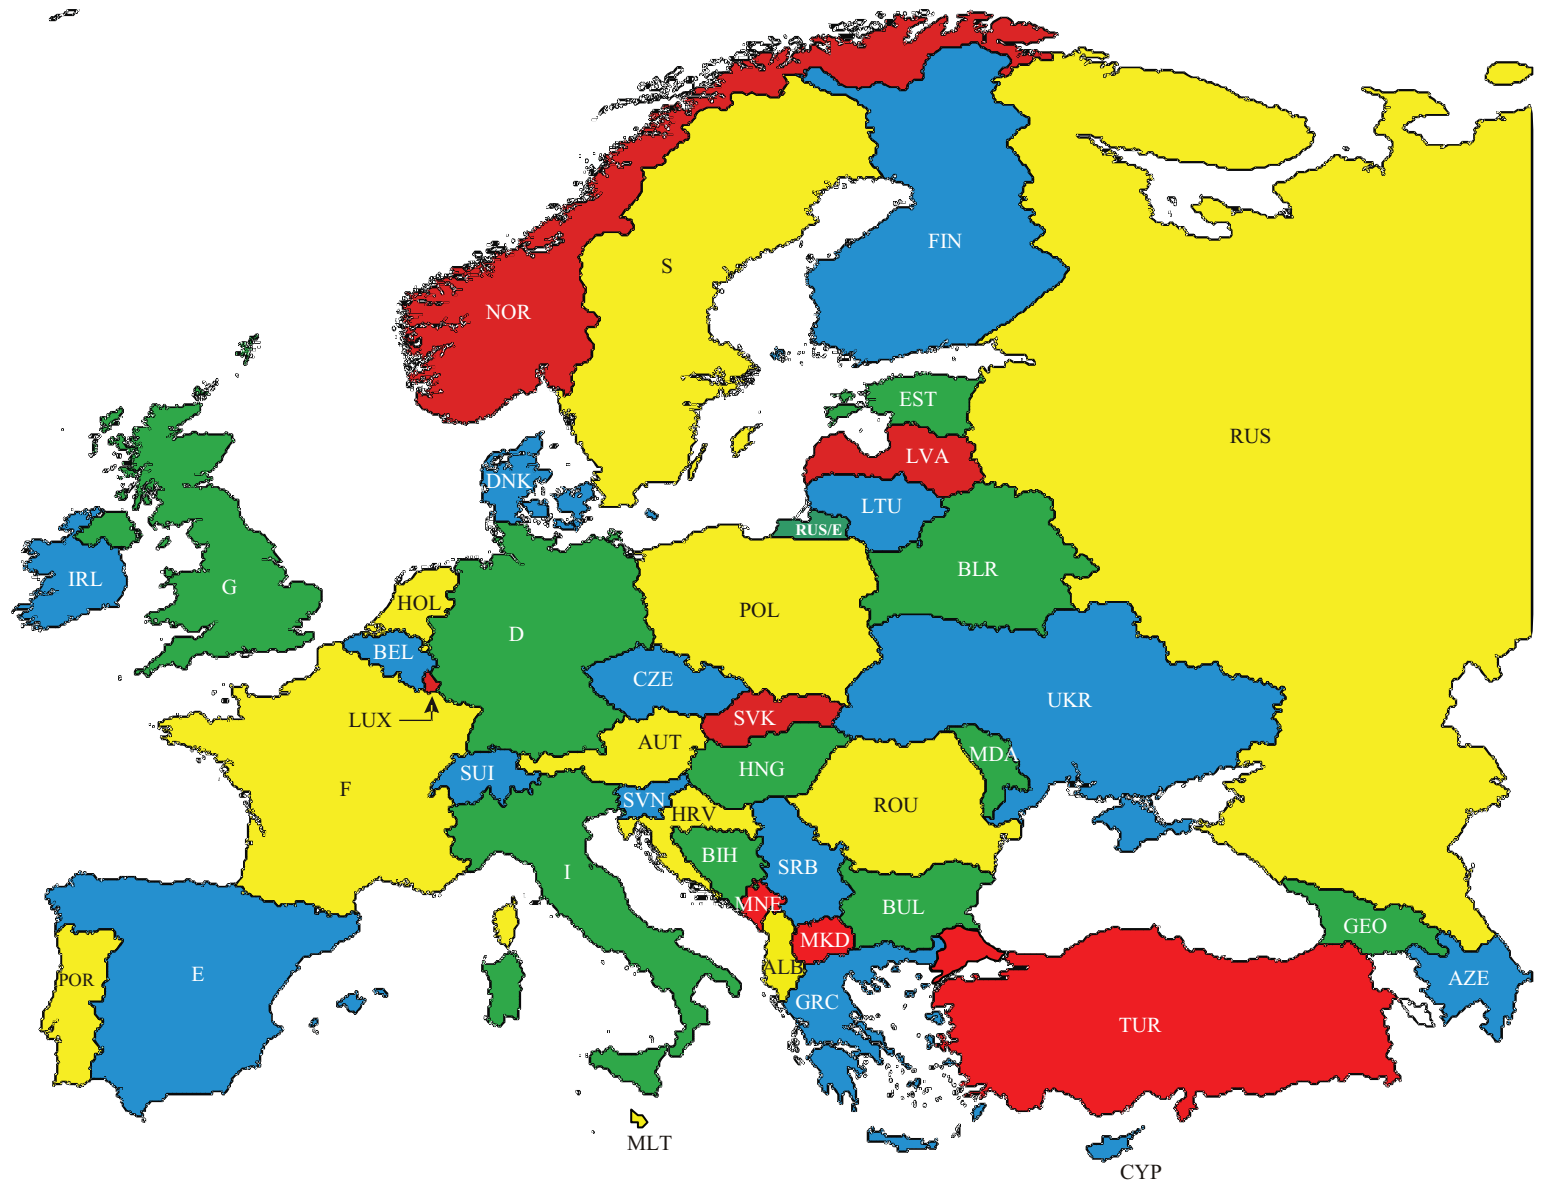 FIN
S
NOR
EST
RUS
LVA
DNK
LTU
RUS/E
IRL
G
HOL
BLR
POL
D
BEL
CZE
UKR
LUX
SVK
AUT
MDA
HNG
SUI
F
SVN
HRV
ROU
BIH
SRB
I
MNE
BUL
GEO
MKD
POR
E
ALB
AZE
GRC
TUR
MLT
CYP